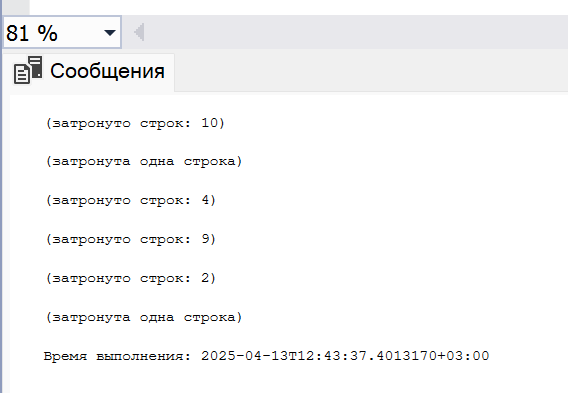 81 %
Сообщения
(затронуто строк: 10)
(затронута одна строка)
(затронуто строк: 4)
(затронуто строк: 9)
(затронуто строк: 2)
(затронута одна строка)
Время выполнения: 2025-04-13T12:43:37.4013170+03:00